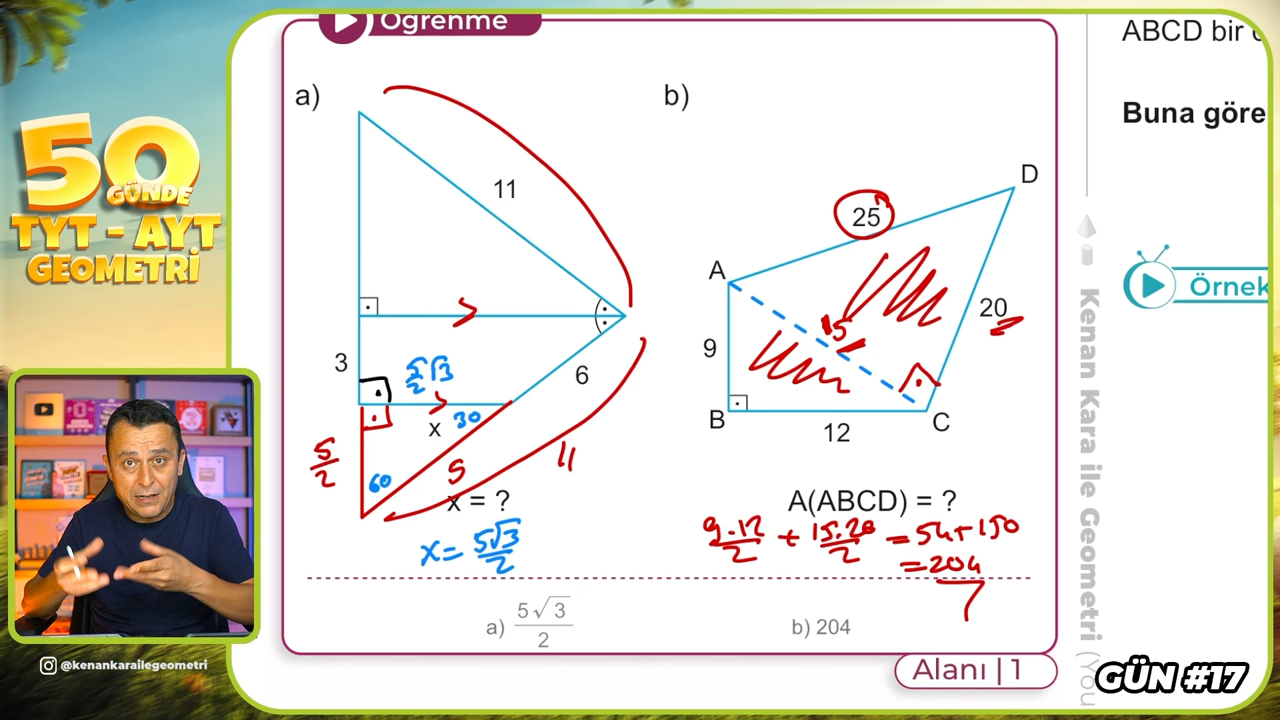 50
GÜNDE
TYT - AYT
GEOMETRİ
@kenankarailegeometri
Öğrenme
a)
11
3
6
5/2 √3
x
30
5/2
60
5
11
x = ?
x = 5√3/2
a) 5√3/2
b)
D
25
A
15
20
9
B
C
12
A(ABCD) = ?
9.12/2 + 15.20/2 = 54 + 150
= 204
b) 204
Alanı | 1
ABCD bir
Buna göre
Örnek
Kenan Kara ile Geometri (You
GÜN #17